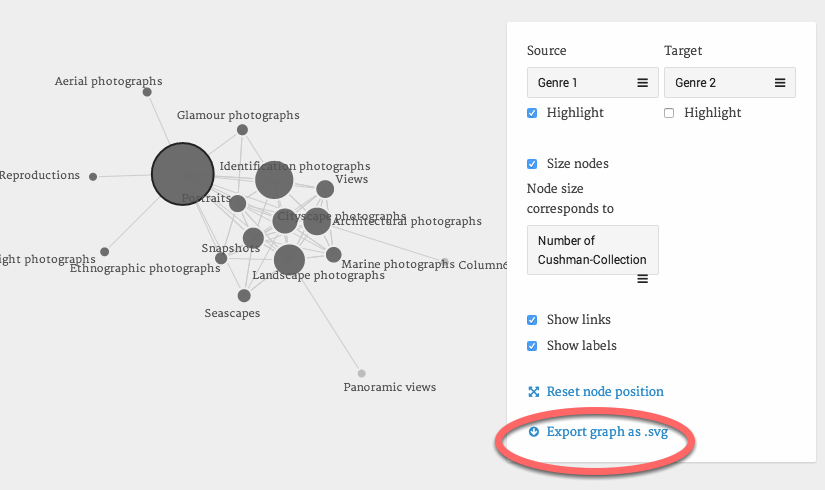 Aerial photographs
Glamour photographs
Reproductions
Identification photographs
Views
Portraits
Cityscape photographs
Architectural photographs
Snapshots
ight photographs
Ethnographic photographs
Landscape photographs
Marine photographs
Column
Seascapes
Panoramic views
Source
Target
Genre 1
Genre 2
Highlight
Highlight
Size nodes
Node size
corresponds to
Number of
Cushman-Collection
Show links
Show labels
Reset node position
Export graph as .svg